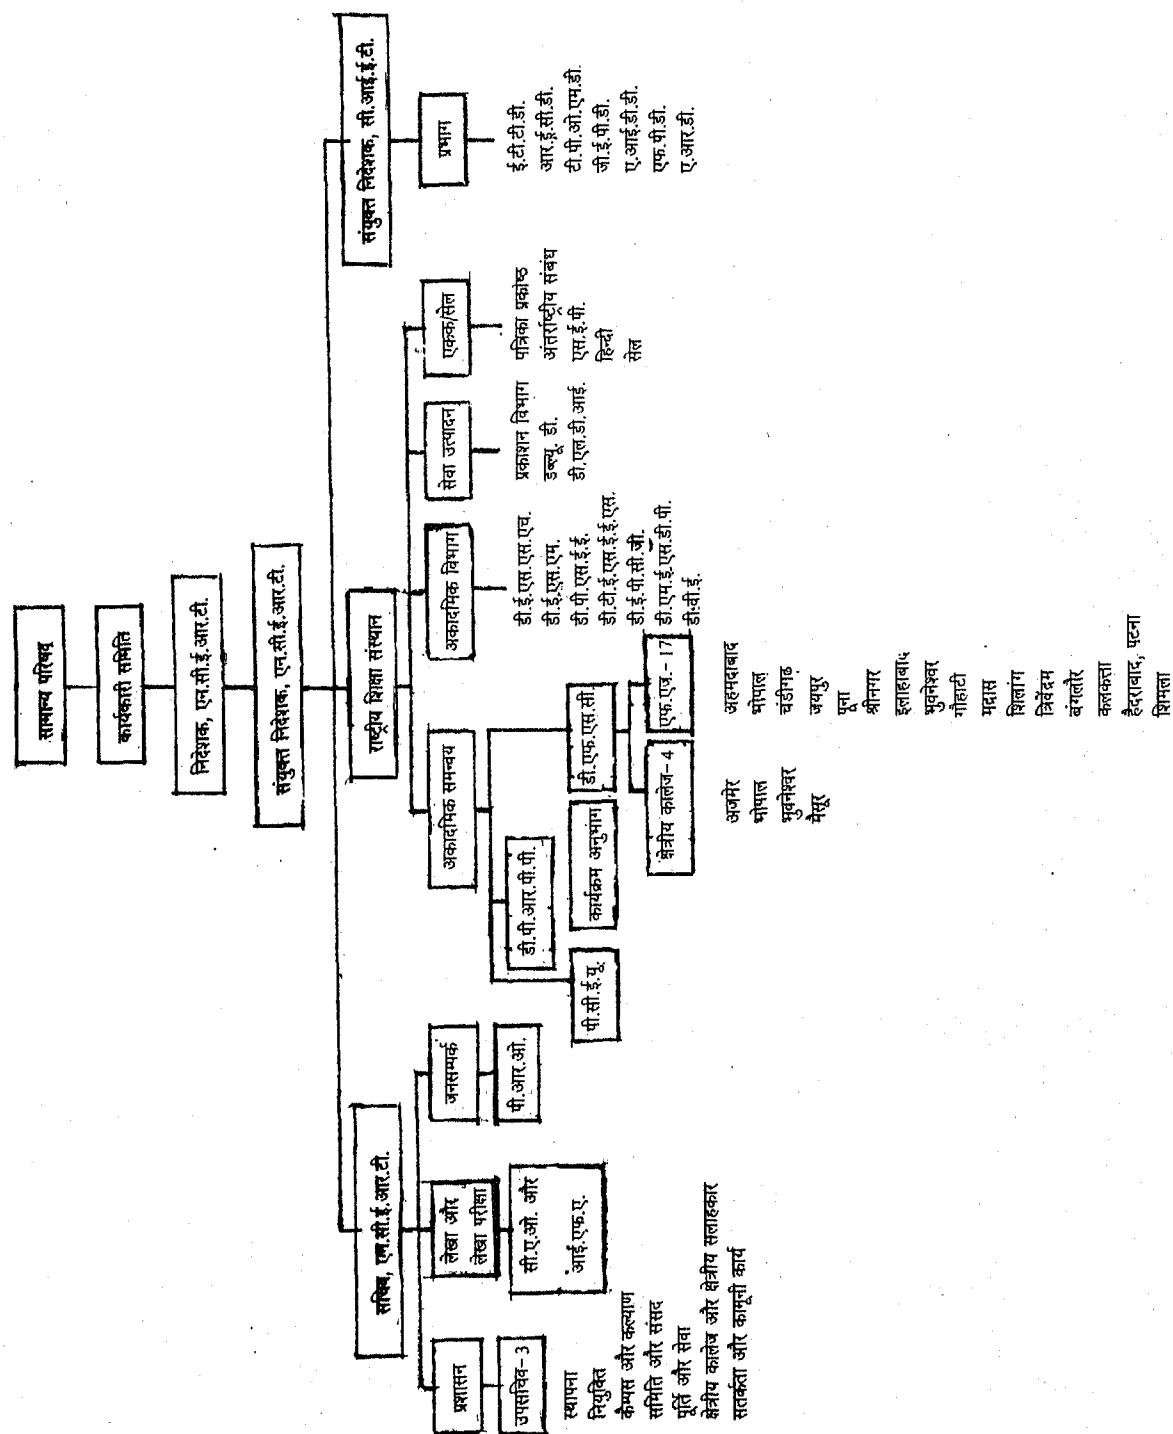 सामान्य परिषद
कार्यकारी समिति
निदेशक, एन.सी.ई.आर.टी.
संयुक्त निदेशक, एन.सी.ई.आर.टी.
सचिव, एन.सी.ई.आर.टी.
राष्ट्रीय शिक्षा संस्थान
संयुक्त निदेशक, सी.आई.ई.टी.
प्रशासन
लेखा और
लेखा परीक्षा
जनसम्पर्क
अकादमिक समन्वय
अकादमिक विभाग
सेवा उत्पादन
एकक/सेल
प्रभाग
उपसचिव-3
सी.ए.ओ. और
आई.एफ.ए.
पी.आर.ओ.
स्थापना
नियुक्ति
कैम्पस और कल्याण
समिति और संसद
पूर्ति और सेवा
क्षेत्रीय कालेज और क्षेत्रीय सलाहकार
सतर्कता और कानूनी कार्य
डी.पी.आर.पी.पी.
पी.सी.ई.यू.
कार्यक्रम अनुभाग
डी.एफ.एस.सी.
क्षेत्रीय कालेज-4
एफ.एज.-17
अजमेर
भोपाल
भुवनेश्वर
मैसूर
अहमदाबाद
भोपाल
चंडीगढ़
जयपुर
पूना
श्रीनगर
इलाहाबाद
भुवनेश्वर
गौहाटी
मद्रास
शिलांग
त्रिवेंद्रम
बंगलौर
कलकत्ता
हैदराबाद, पटना
शिमला
डी.ई.एस.एस.एच.
डी.ई.एस.एम.
डी.पी.एस.ई.ई.
डी.टी.ई.एस.ई.ई.एस.
डी.ई.पी.सी.जी.
डी.एम.ई.एस.डी.पी.
डी.वी.ई.
प्रकाशन विभाग
डब्ल्यू. डी.
डी.एल.डी.आई.
पत्रिका प्रकोष्ठ
अंतर्राष्ट्रीय संबंध
एस.ई.पी.
हिन्दी
सेल
ई.टी.टी.डी.
आर.ई.सी.डी.
टी.पी.ओ.एम.डी.
जी.ई.पी.डी.
ए.आई.डी.डी.
एफ.पी.डी.
ए.आर.डी.